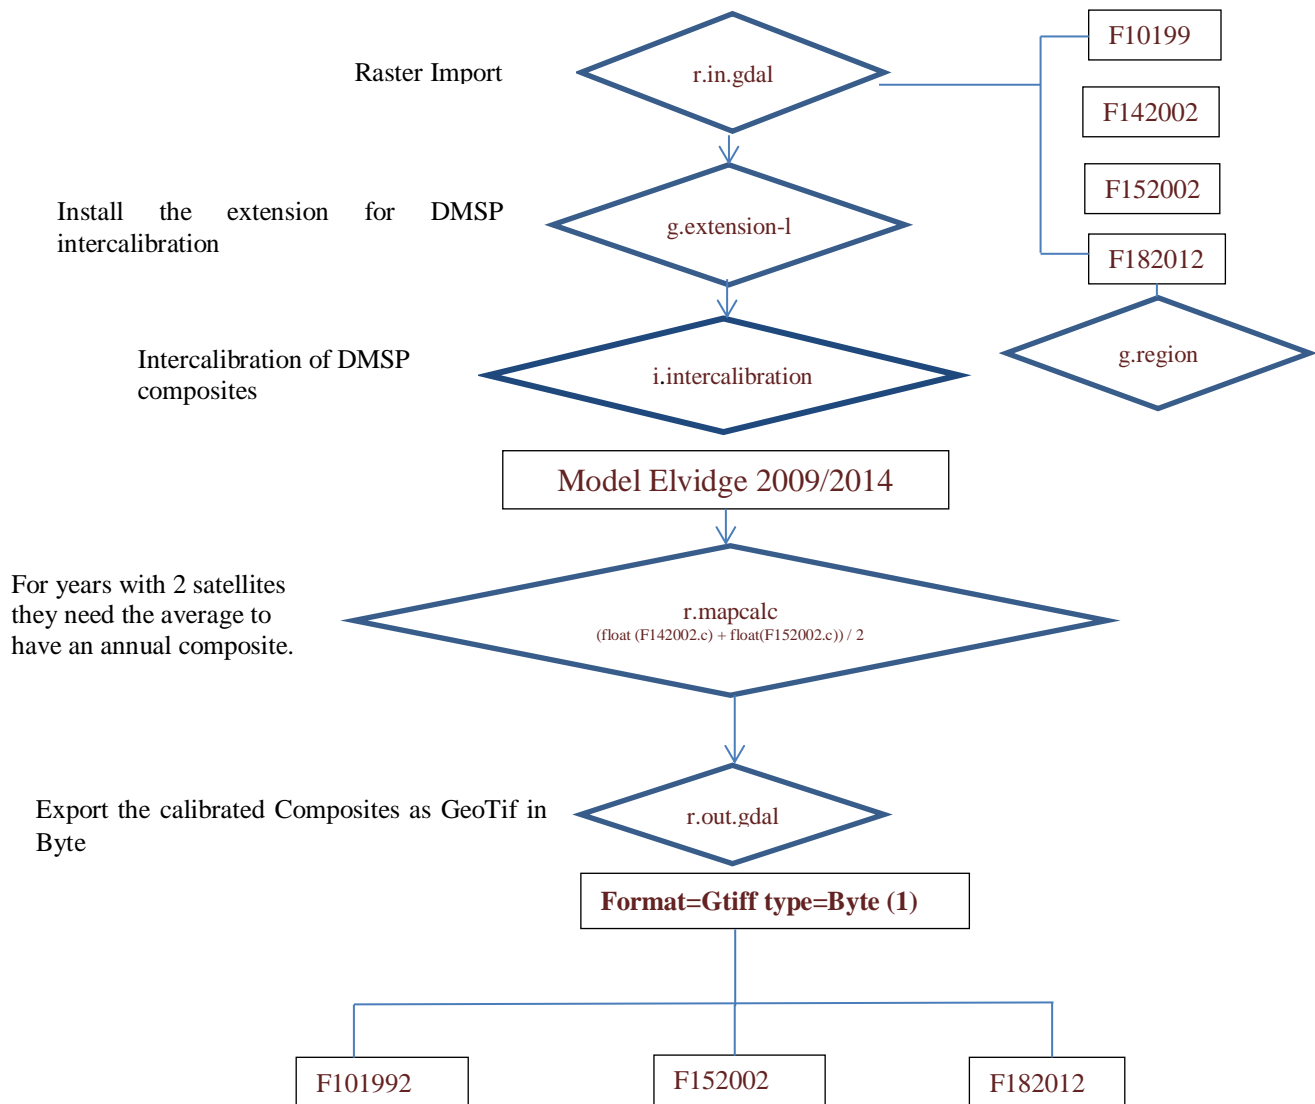 Raster Import
r.in.gdal
F10199
F142002
F152002
F182012
g.region
Install the extension for DMSP
intercalibration
g.extension-l
Intercalibration of DMSP
composites
i.intercalibration
Model Elvidge 2009/2014
For years with 2 satellites
they need the average to
have an annual composite.
r.mapcalc
(float (F142002.c) + float(F152002.c)) / 2
Export the calibrated Composites as GeoTif in
Byte
r.out.gdal
Format=Gtiff type=Byte (1)
F101992
F152002
F182012